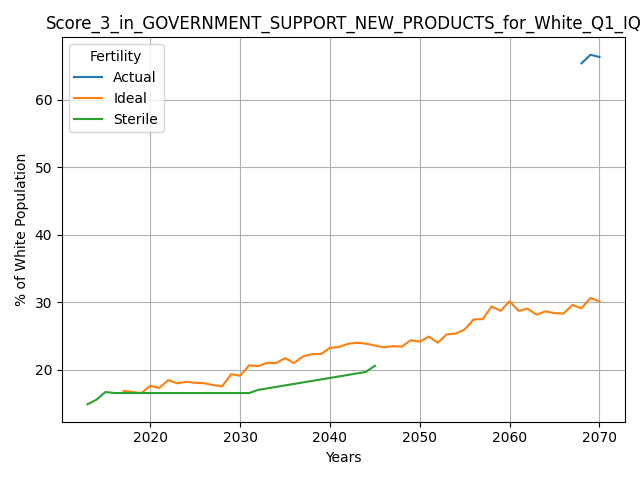 Score_3_in_GOVERNMENT_SUPPORT_NEW_PRODUCTS_for_White_Q1_IQ
Fertility
Actual
Ideal
Sterile
% of White Population
60
50
40
30
20
2020 2030 2040 2050 2060 2070
Years